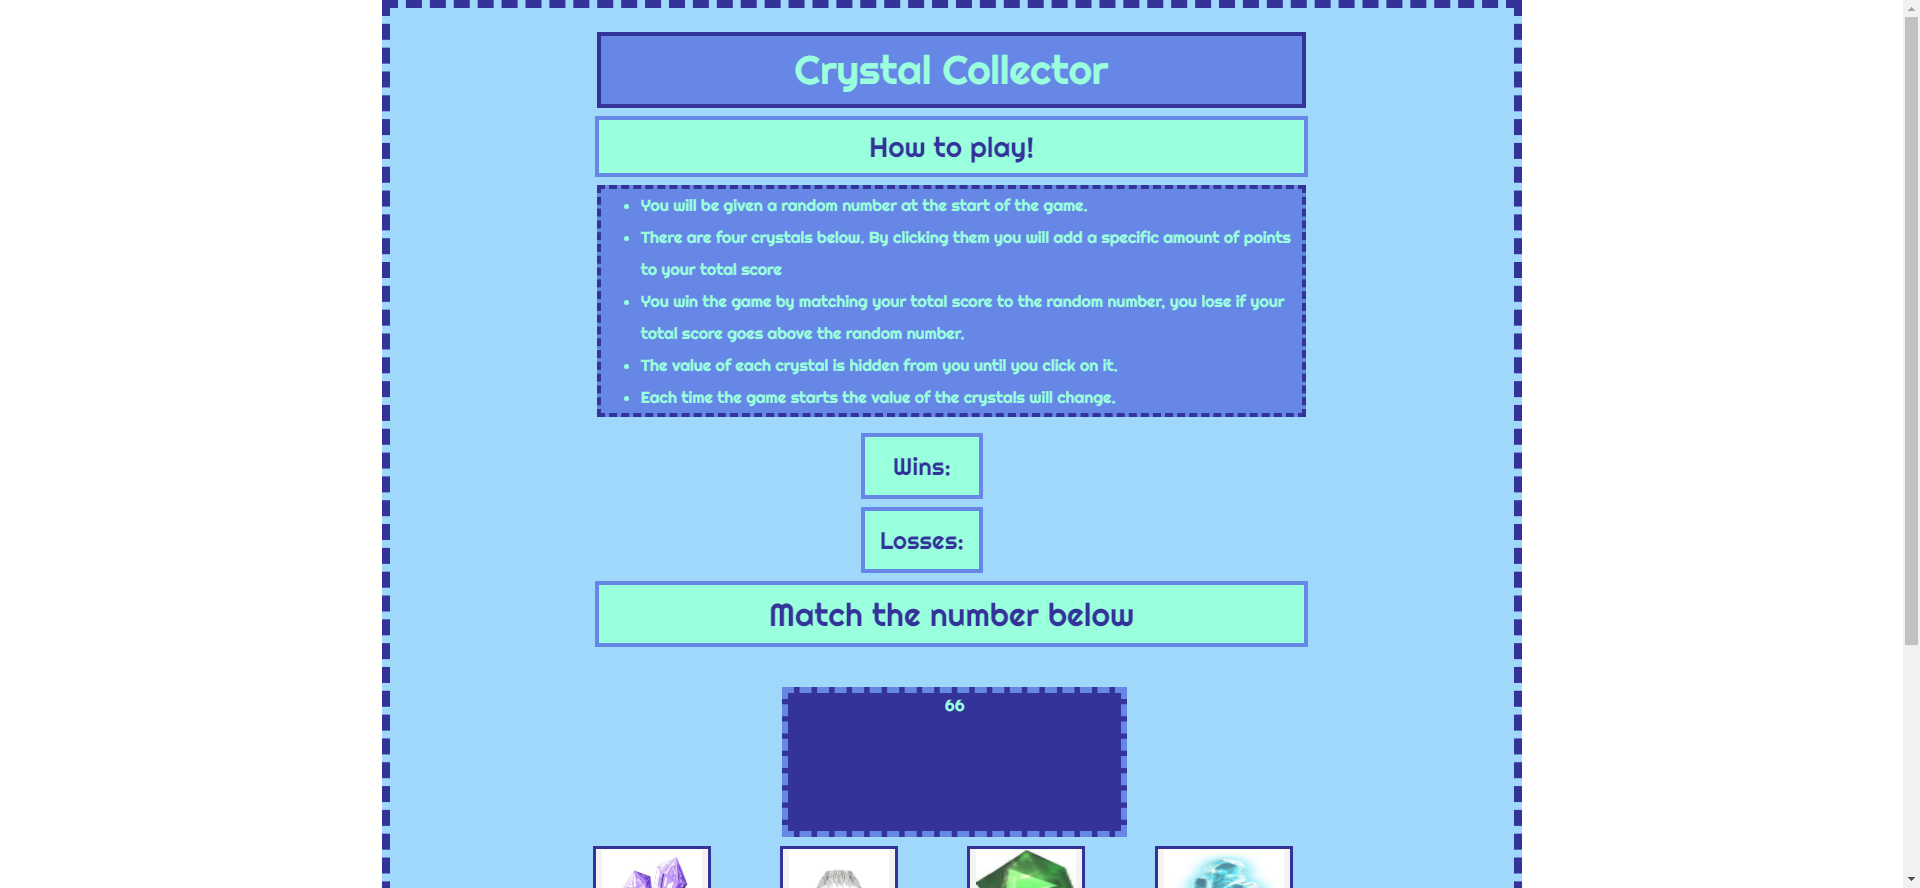 Crystal Collector
How to play!
You will be given a random number at the start of the game.
There are four crystals below. By clicking them you will add a specific amount of points
to your total score
You win the game by matching your total score to the random number, you lose if your
total score goes above the random number.
The value of each crystal is hidden from you until you click on it.
Each time the game starts the value of the crystals will change.
Wins:
Losses:
Match the number below
66